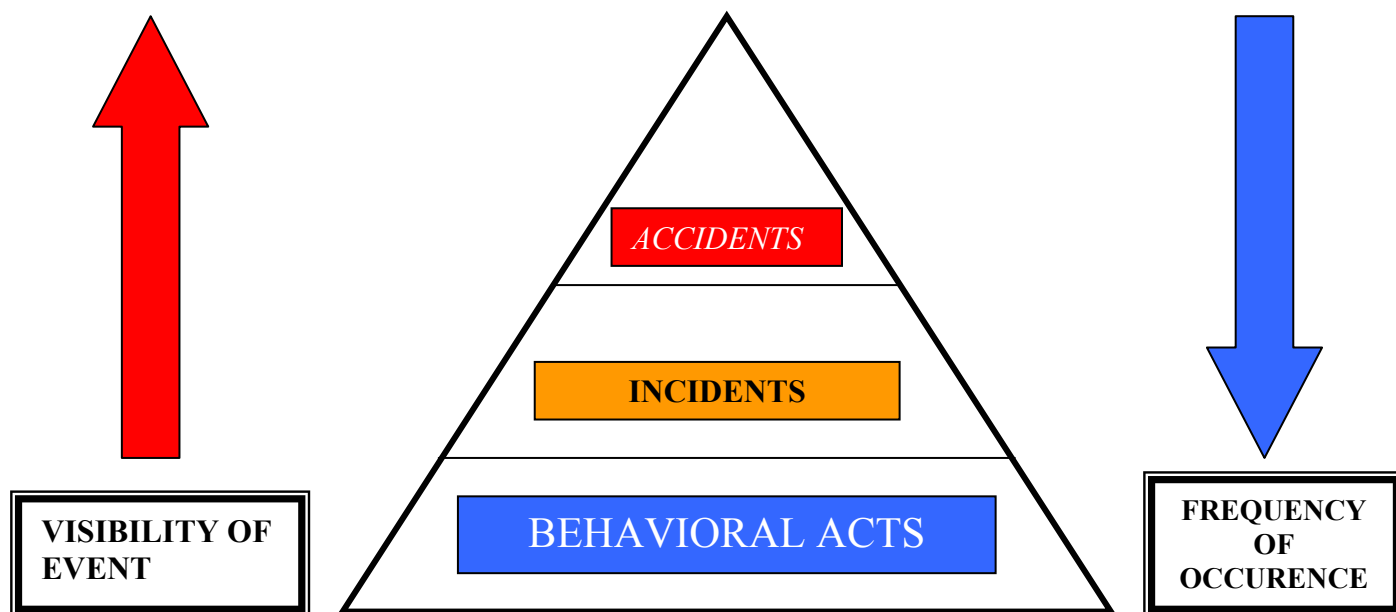 ACCIDENTS
INCIDENTS
BEHAVIORAL ACTS
VISIBILITY OF
EVENT
FREQUENCY
OF
OCCURENCE